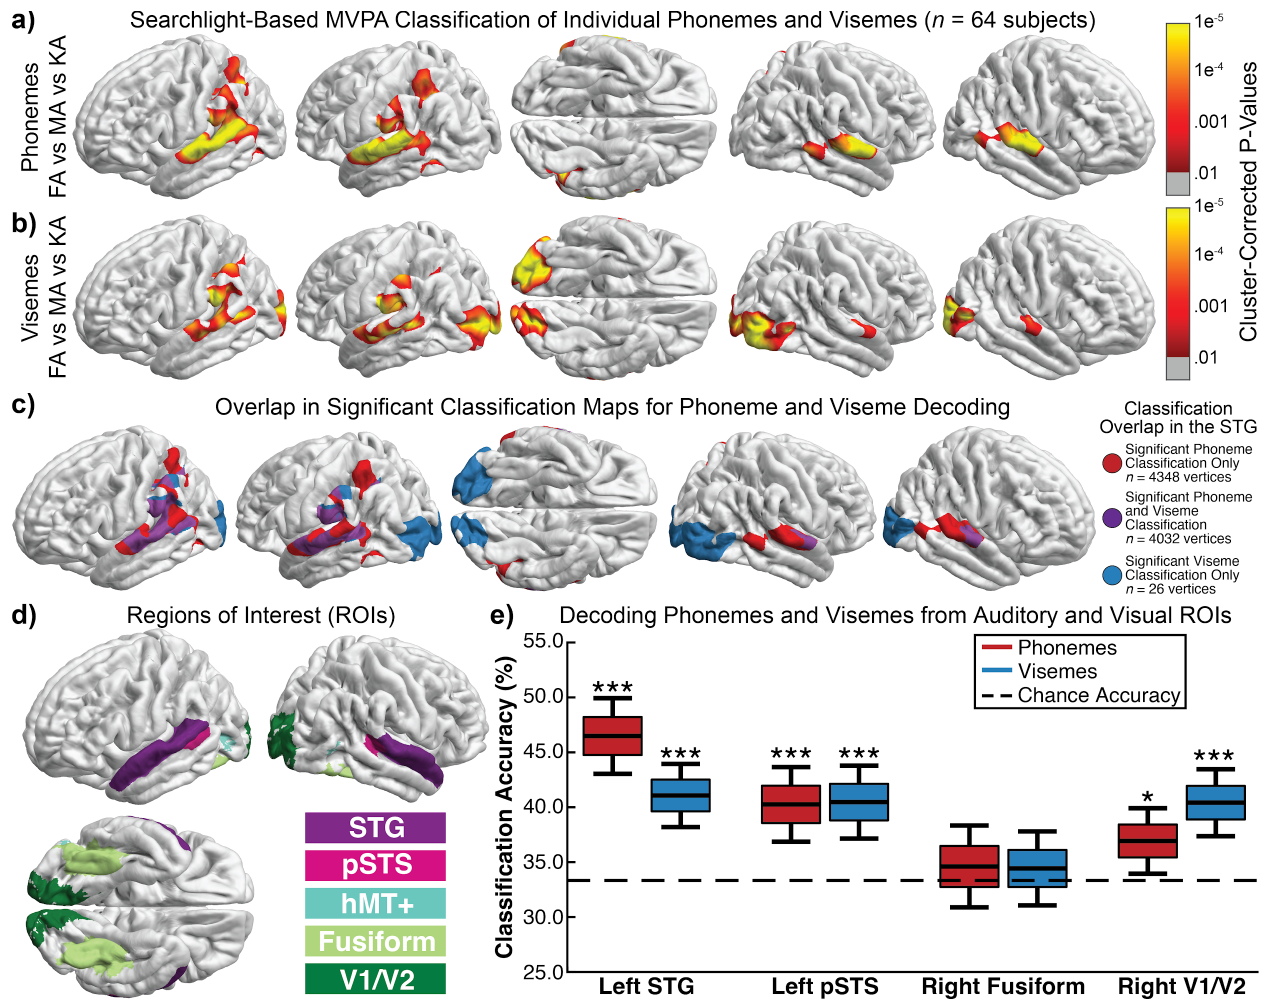 a)
Searchlight-Based MVPA Classification of Individual Phonemes and Visemes (n = 64 subjects)
Phonemes
FA vs MA vs KA
1e-5
1e-4
.001
.01
b)
Visemes
FA vs MA vs KA
1e-5
1e-4
.001
.01
Cluster-Corrected P-Values
c)
Overlap in Significant Classification Maps for Phoneme and Viseme Decoding
Classification
Overlap in the STG
Significant Phoneme
Classification Only
n = 4348 vertices
Significant Phoneme
and Viseme
Classification
n = 4032 vertices
Significant Viseme
Classification Only
n = 26 vertices
d)
Regions of Interest (ROIs)
STG
pSTS
hMT+
Fusiform
V1/V2
e)
Decoding Phonemes and Visemes from Auditory and Visual ROIs
Classification Accuracy (%)
55.0
50.0
45.0
40.0
35.0
30.0
25.0
Phonemes
Visemes
Chance Accuracy
***
***
***
***
*
***
Left STG
Left pSTS
Right Fusiform
Right V1/V2